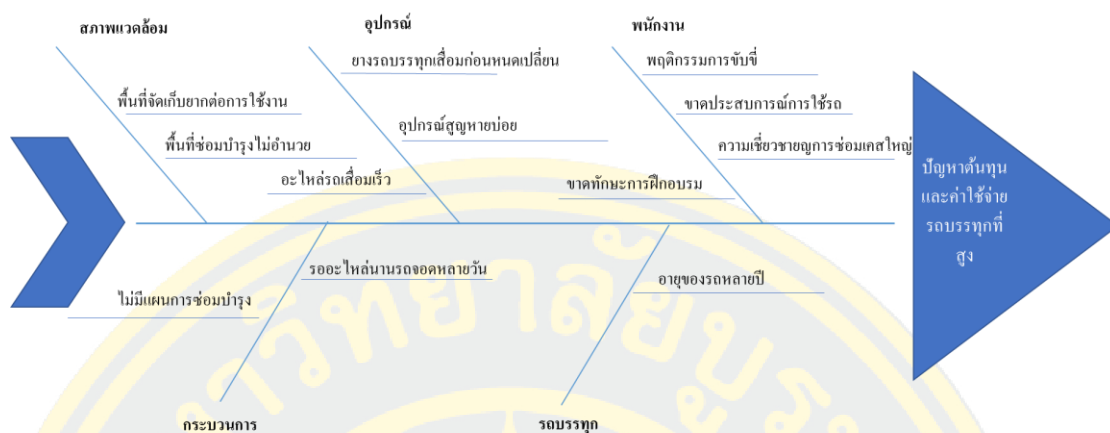 สภาพแวดล้อม
อุปกรณ์
พนักงาน
ยางรถบรรทุกเสื่อมก่อนหนดเปลี่ยน
พฤติกรรมการขับขี่
พื้นที่จัดเก็บยากต่อการใช้งาน
ขาดประสบการณ์การใช้รถ
อุปกรณ์สูญหายบ่อย
พื้นที่ซ่อมบำรุงไม่อำนวย
ความเชี่ยวชาญการซ่อมเคสใหญ่
อะไหล่รถเสื่อมเร็ว
ขาดทักษะการฝึกอบรม
ปัญหาต้นทุน
และค่าใช้จ่าย
รถบรรทุกที่
สูง
รออะไหล่นานรถจอดหลายวัน
อายุของรถหลายปี
ไม่มีแผนการซ่อมบำรุง
กระบวนการ
รถบรรทุก